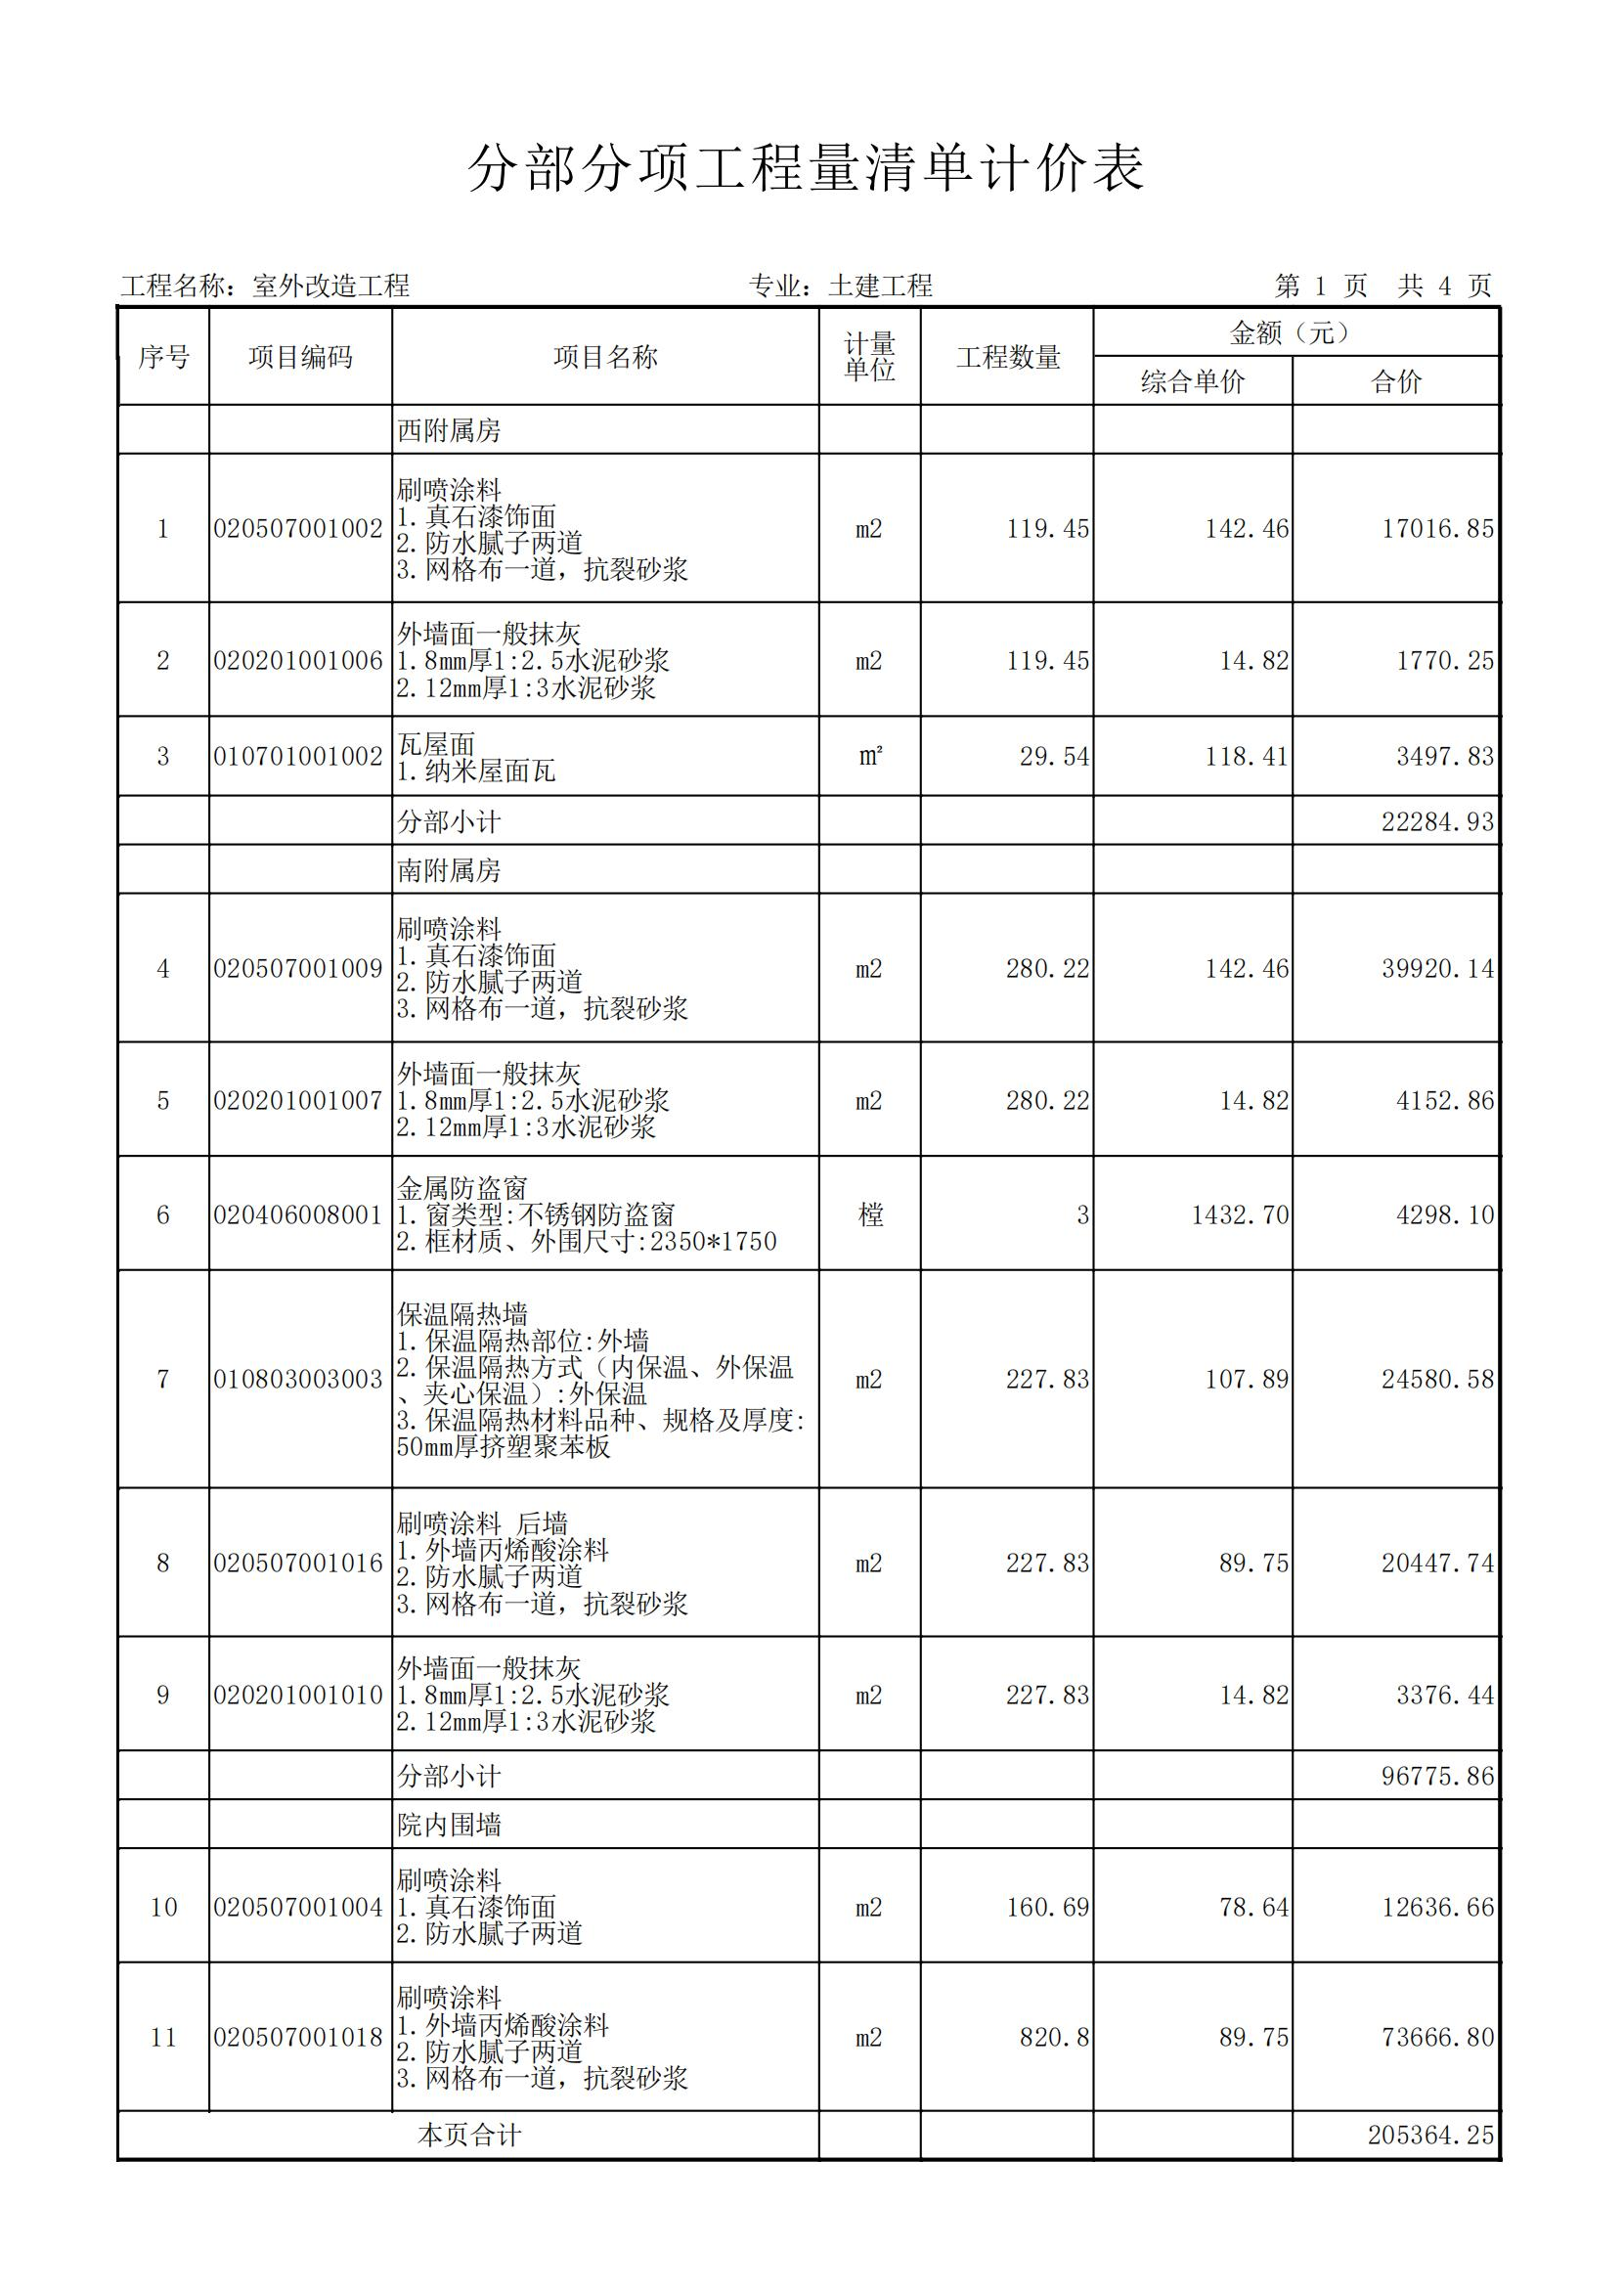 分部分项工程量清单计价表
工程名称：室外改造工程 专业：土建工程 第 1 页 共 4 页
序号 项目编码 项目名称 计量单位 工程数量 金额（元）
综合单价 合价
西附属房
刷喷涂料
1.真石漆饰面
1 020507001002 m2 119.45 142.46 17016.85
2.防水腻子两道
3.网格布一道，抗裂砂浆
外墙面一般抹灰
2 020201001006 1.8mm厚1:2.5水泥砂浆 m2 119.45 14.82 1770.25
2.12mm厚1:3水泥砂浆
瓦屋面
3 010701001002 m² 29.54 118.41 3497.83
1.纳米屋面瓦
分部小计 22284.93
南附属房
刷喷涂料
1.真石漆饰面
4 020507001009 m2 280.22 142.46 39920.14
2.防水腻子两道
3.网格布一道，抗裂砂浆
外墙面一般抹灰
5 020201001007 1.8mm厚1:2.5水泥砂浆 m2 280.22 14.82 4152.86
2.12mm厚1:3水泥砂浆
金属防盗窗
6 020406008001 1.窗类型:不锈钢防盗窗 樘 3 1432.70 4298.10
2.框材质、外围尺寸:2350*1750
保温隔热墙
1.保温隔热部位:外墙
2.保温隔热方式（内保温、外保温
7 010803003003 m2 227.83 107.89 24580.58
、夹心保温）:外保温
3.保温隔热材料品种、规格及厚度:
50mm厚挤塑聚苯板
刷喷涂料 后墙
1.外墙丙烯酸涂料
8 020507001016 m2 227.83 89.75 20447.74
2.防水腻子两道
3.网格布一道，抗裂砂浆
外墙面一般抹灰
9 020201001010 1.8mm厚1:2.5水泥砂浆 m2 227.83 14.82 3376.44
2.12mm厚1:3水泥砂浆
分部小计 96775.86
院内围墙
刷喷涂料
10 020507001004 1.真石漆饰面 m2 160.69 78.64 12636.66
2.防水腻子两道
刷喷涂料
1.外墙丙烯酸涂料
11 020507001018 m2 820.8 89.75 73666.80
2.防水腻子两道
3.网格布一道，抗裂砂浆
本页合计 205364.25